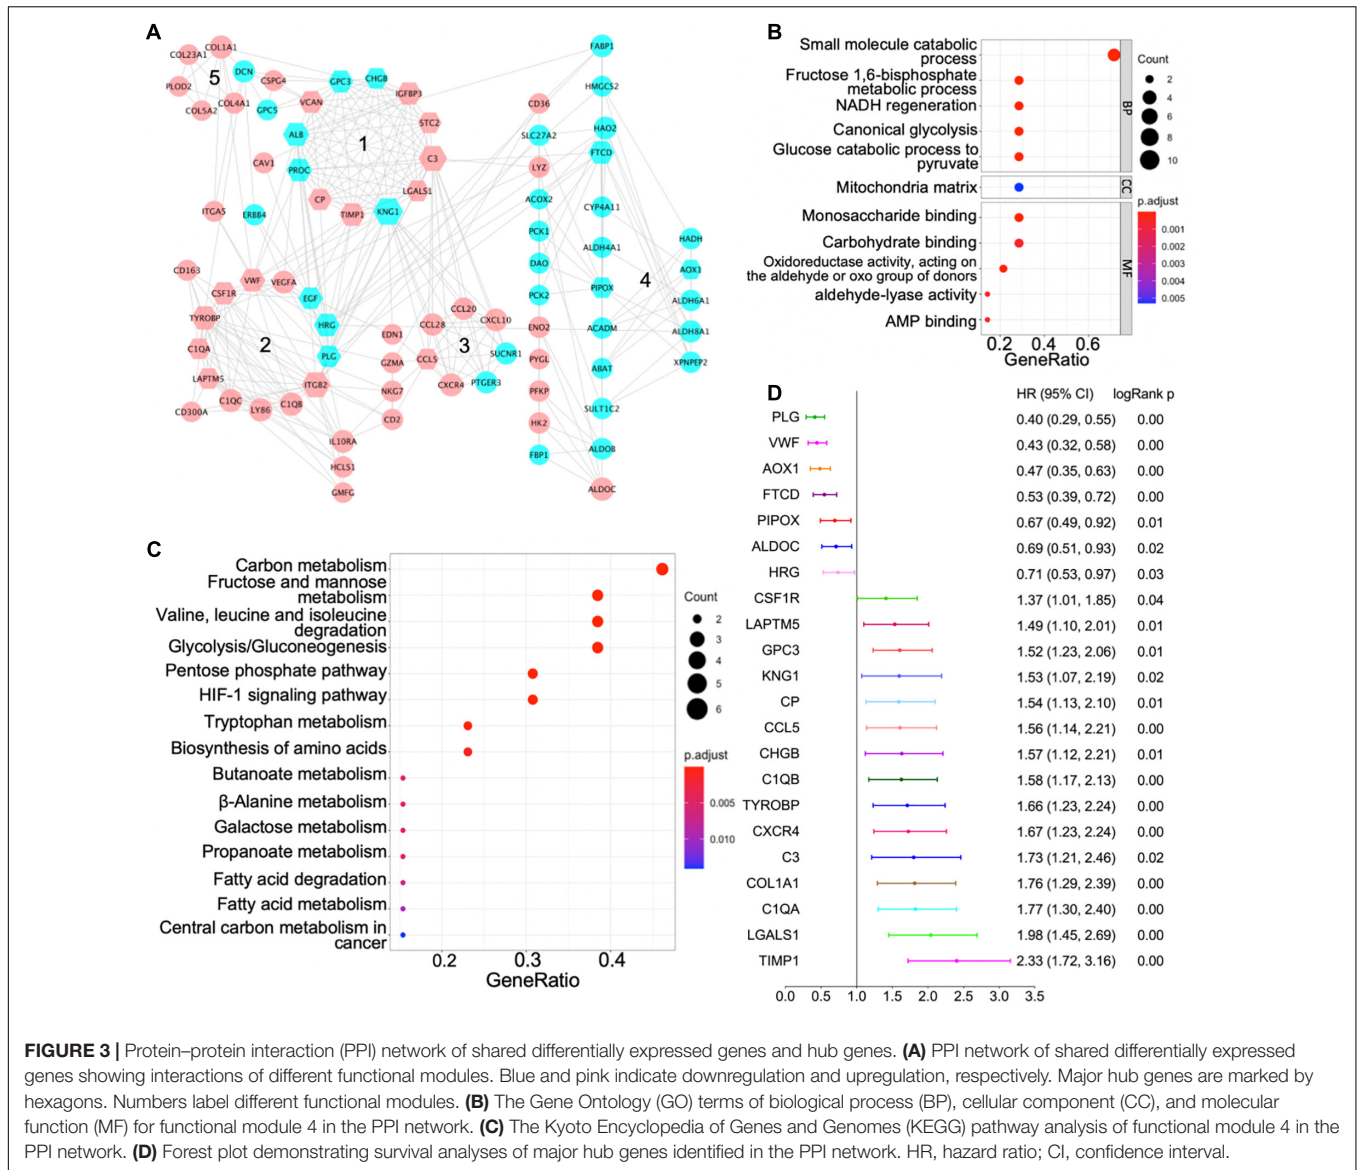 A
COL1A1
COL23A1
DCN
5
CSPG4
PLOD2
COL5A2
COL4A1
GPC5
GPC3
CHGB
IGFBP3
VCAN
STC2
ALB
1
C3
CAV1
PROC
LGALS1
CP
TIMP1
KNG1
ITGA5
ERBB4
CD163
VWF
VEGFA
CSF1R
EGF
TYROBP
HRG
C1QA
2
PLG
LAPTM5
ITGB2
C1QC
C1QB
CD300A
LY86
IL10RA
HCLS1
GMFG
EDN1
GZMA
NKG7
CD2
CCL20
CCL28
CXCL10
3
SUCNR1
CCL5
CXCR4
PTGER3
FABP1
HMGCS2
CD36
SLC27A2
HAO2
FTCD
LYZ
ACOX2
CYP4A11
PCK1
ALDH4A1
DAO
PCK2
PIPOX
ENO2
ACADM
PYGL
ABAT
PFKP
SULT1C2
HK2
FBP1
ALDOB
ALDOC
HADH
4
AOX1
ALDH6A1
ALDH8A1
XPNPEP2
B
Small molecule catabolic
process
Fructose 1,6-bisphosphate
metabolic process
NADH regeneration
Canonical glycolysis
Glucose catabolic process to
pyruvate
Mitochondria matrix
Monosaccharide binding
Carbohydrate binding
Oxidoreductase activity, acting on
the aldehyde or oxo group of donors
aldehyde-lyase activity
AMP binding
BP
CC
MF
0.2 0.4 0.6
GeneRatio
Count
2
4
6
8
10
p.adjust
0.001
0.002
0.003
0.004
0.005
C
Carbon metabolism
Fructose and mannose
metabolism
Valine, leucine and isoleucine
degradation
Glycolysis/Gluconeogenesis
Pentose phosphate pathway
HIF-1 signaling pathway
Tryptophan metabolism
Biosynthesis of amino acids
Butanoate metabolism
β-Alanine metabolism
Galactose metabolism
Propanoate metabolism
Fatty acid degradation
Fatty acid metabolism
Central carbon metabolism in
cancer
0.2 0.3 0.4
GeneRatio
Count
2
3
4
5
6
p.adjust
0.005
0.010
D
HR (95% CI) logRank p
PLG 0.40 (0.29, 0.55) 0.00
VWF 0.43 (0.32, 0.58) 0.00
AOX1 0.47 (0.35, 0.63) 0.00
FTCD 0.53 (0.39, 0.72) 0.00
PIPOX 0.67 (0.49, 0.92) 0.01
ALDOC 0.69 (0.51, 0.93) 0.02
HRG 0.71 (0.53, 0.97) 0.03
CSF1R 1.37 (1.01, 1.85) 0.04
LAPTM5 1.49 (1.10, 2.01) 0.01
GPC3 1.52 (1.23, 2.06) 0.01
KNG1 1.53 (1.07, 2.19) 0.02
CP 1.54 (1.13, 2.10) 0.01
CCL5 1.56 (1.14, 2.21) 0.00
CHGB 1.57 (1.12, 2.21) 0.01
C1QB 1.58 (1.17, 2.13) 0.00
TYROBP 1.66 (1.23, 2.24) 0.00
CXCR4 1.67 (1.23, 2.24) 0.00
C3 1.73 (1.21, 2.46) 0.02
COL1A1 1.76 (1.29, 2.39) 0.00
C1QA 1.77 (1.30, 2.40) 0.00
LGALS1 1.98 (1.45, 2.69) 0.00
TIMP1 2.33 (1.72, 3.16) 0.00
0.0 0.5 1.0 1.5 2.0 2.5 3.0 3.5
FIGURE 3 | Protein–protein interaction (PPI) network of shared differentially expressed genes and hub genes. (A) PPI network of shared differentially expressed
genes showing interactions of different functional modules. Blue and pink indicate downregulation and upregulation, respectively. Major hub genes are marked by
hexagons. Numbers label different functional modules. (B) The Gene Ontology (GO) terms of biological process (BP), cellular component (CC), and molecular
function (MF) for functional module 4 in the PPI network. (C) The Kyoto Encyclopedia of Genes and Genomes (KEGG) pathway analysis of functional module 4 in the
PPI network. (D) Forest plot demonstrating survival analyses of major hub genes identified in the PPI network. HR, hazard ratio; CI, confidence interval.